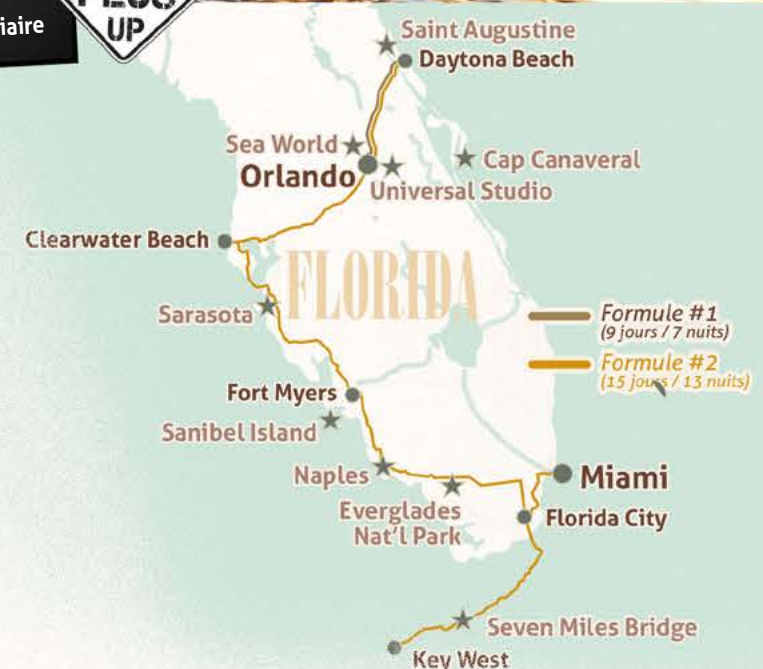 iaire
UP
Saint Augustine
Daytona Beach
Sea World
Orlando
Universal Studio
Cap Canaveral
Clearwater Beach
FLORIDA
Sarasota
Formule #1
(9 jours / 7 nuits)
Formule #2
(15 jours / 13 nuits)
Fort Myers
Sanibel Island
Naples
Miami
Everglades
Nat'l Park
Florida City
Seven Miles Bridge
Key West